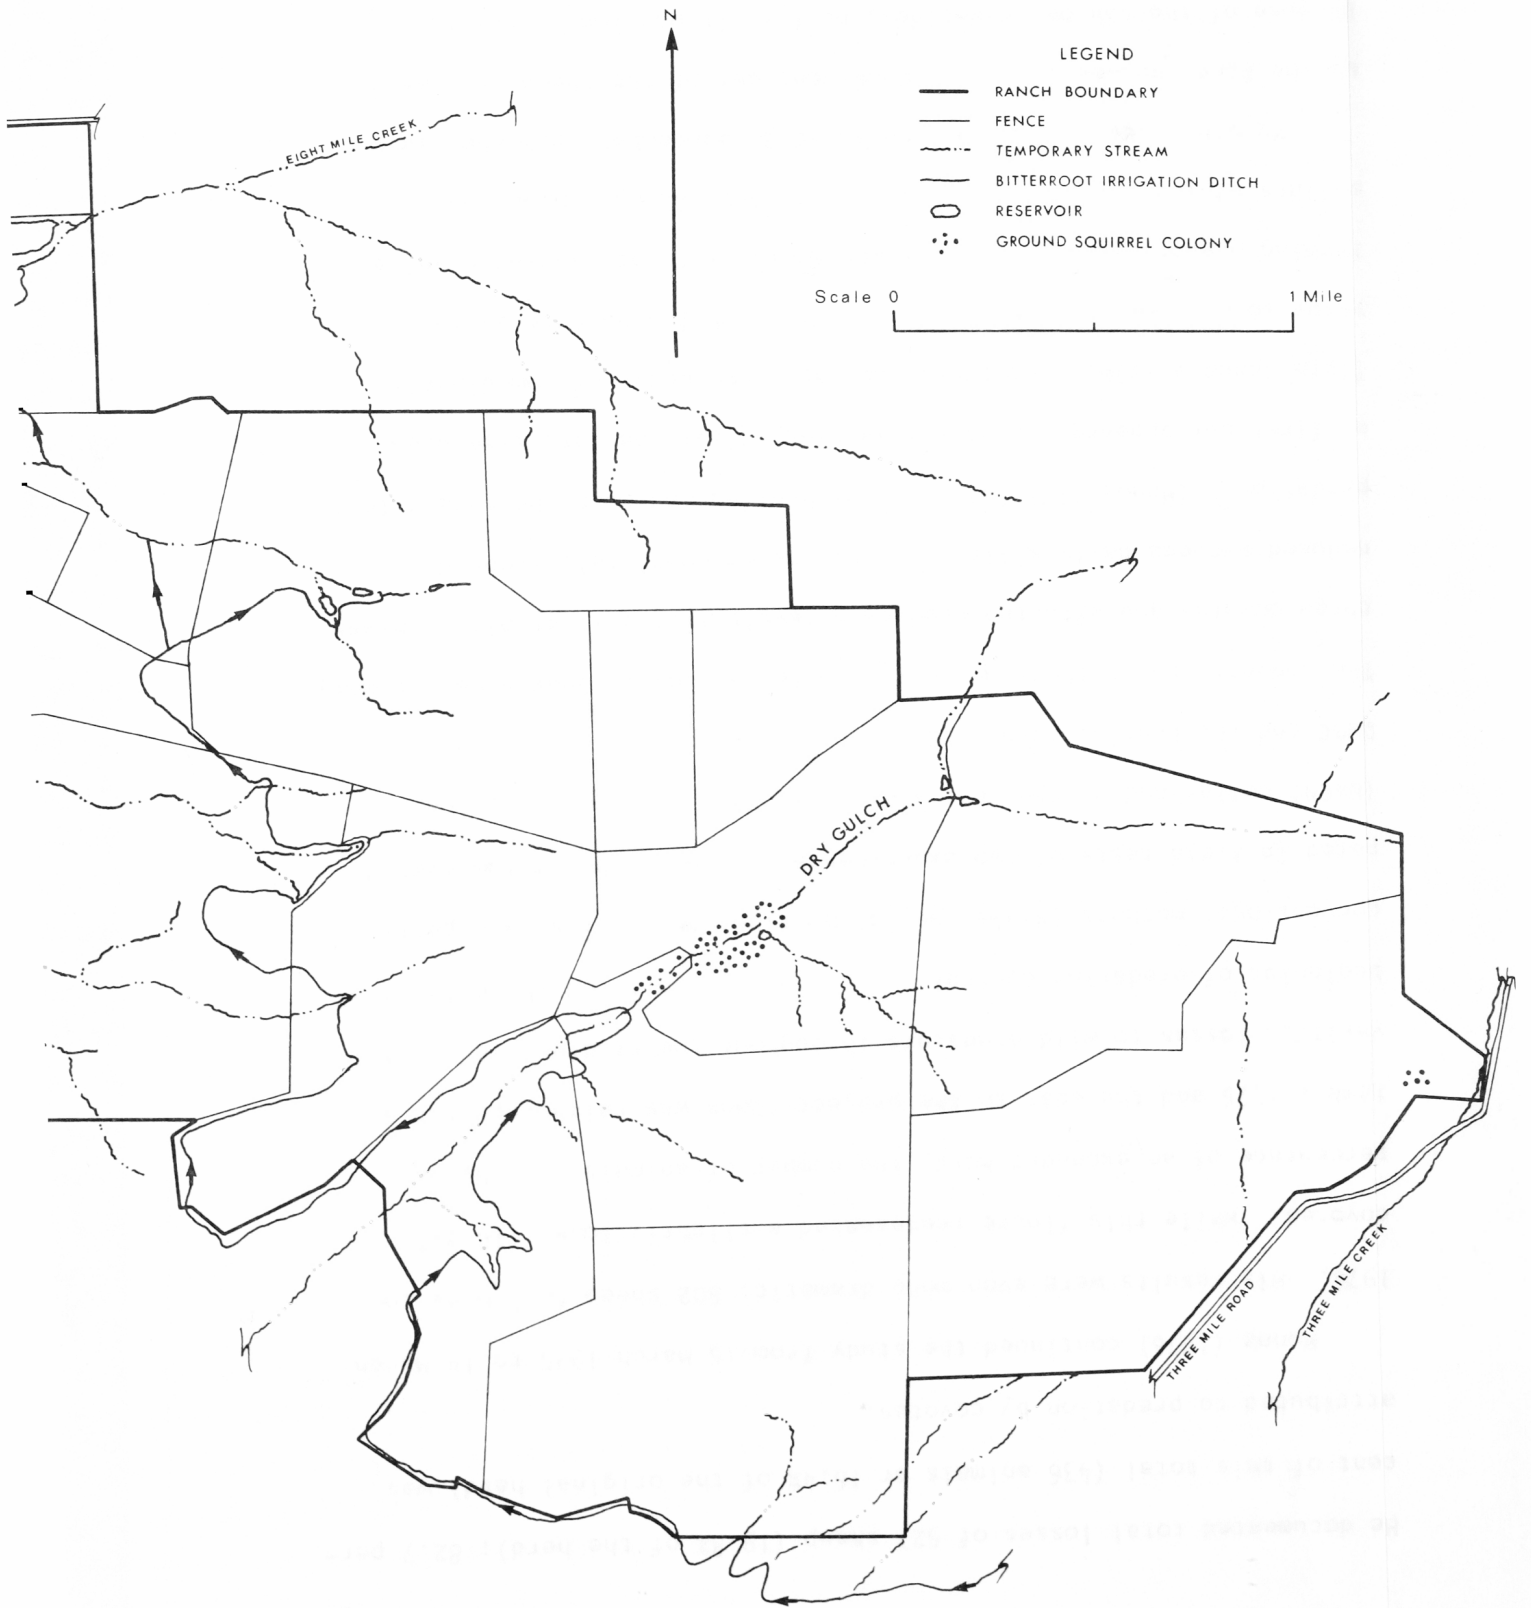 N
LEGEND
RANCH BOUNDARY
FENCE
TEMPORARY STREAM
BITTERROOT IRRIGATION DITCH
RESERVOIR
GROUND SQUIRREL COLONY
Scale 0 1 Mile
EIGHT MILE CREEK
DRY GULCH
THREE MILE ROAD
THREE MILE CREEK